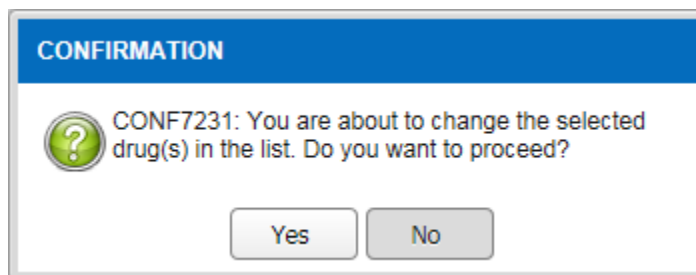 CONFIRMATION
CONF7231: You are about to change the selected
drug(s) in the list. Do you want to proceed?
Yes No